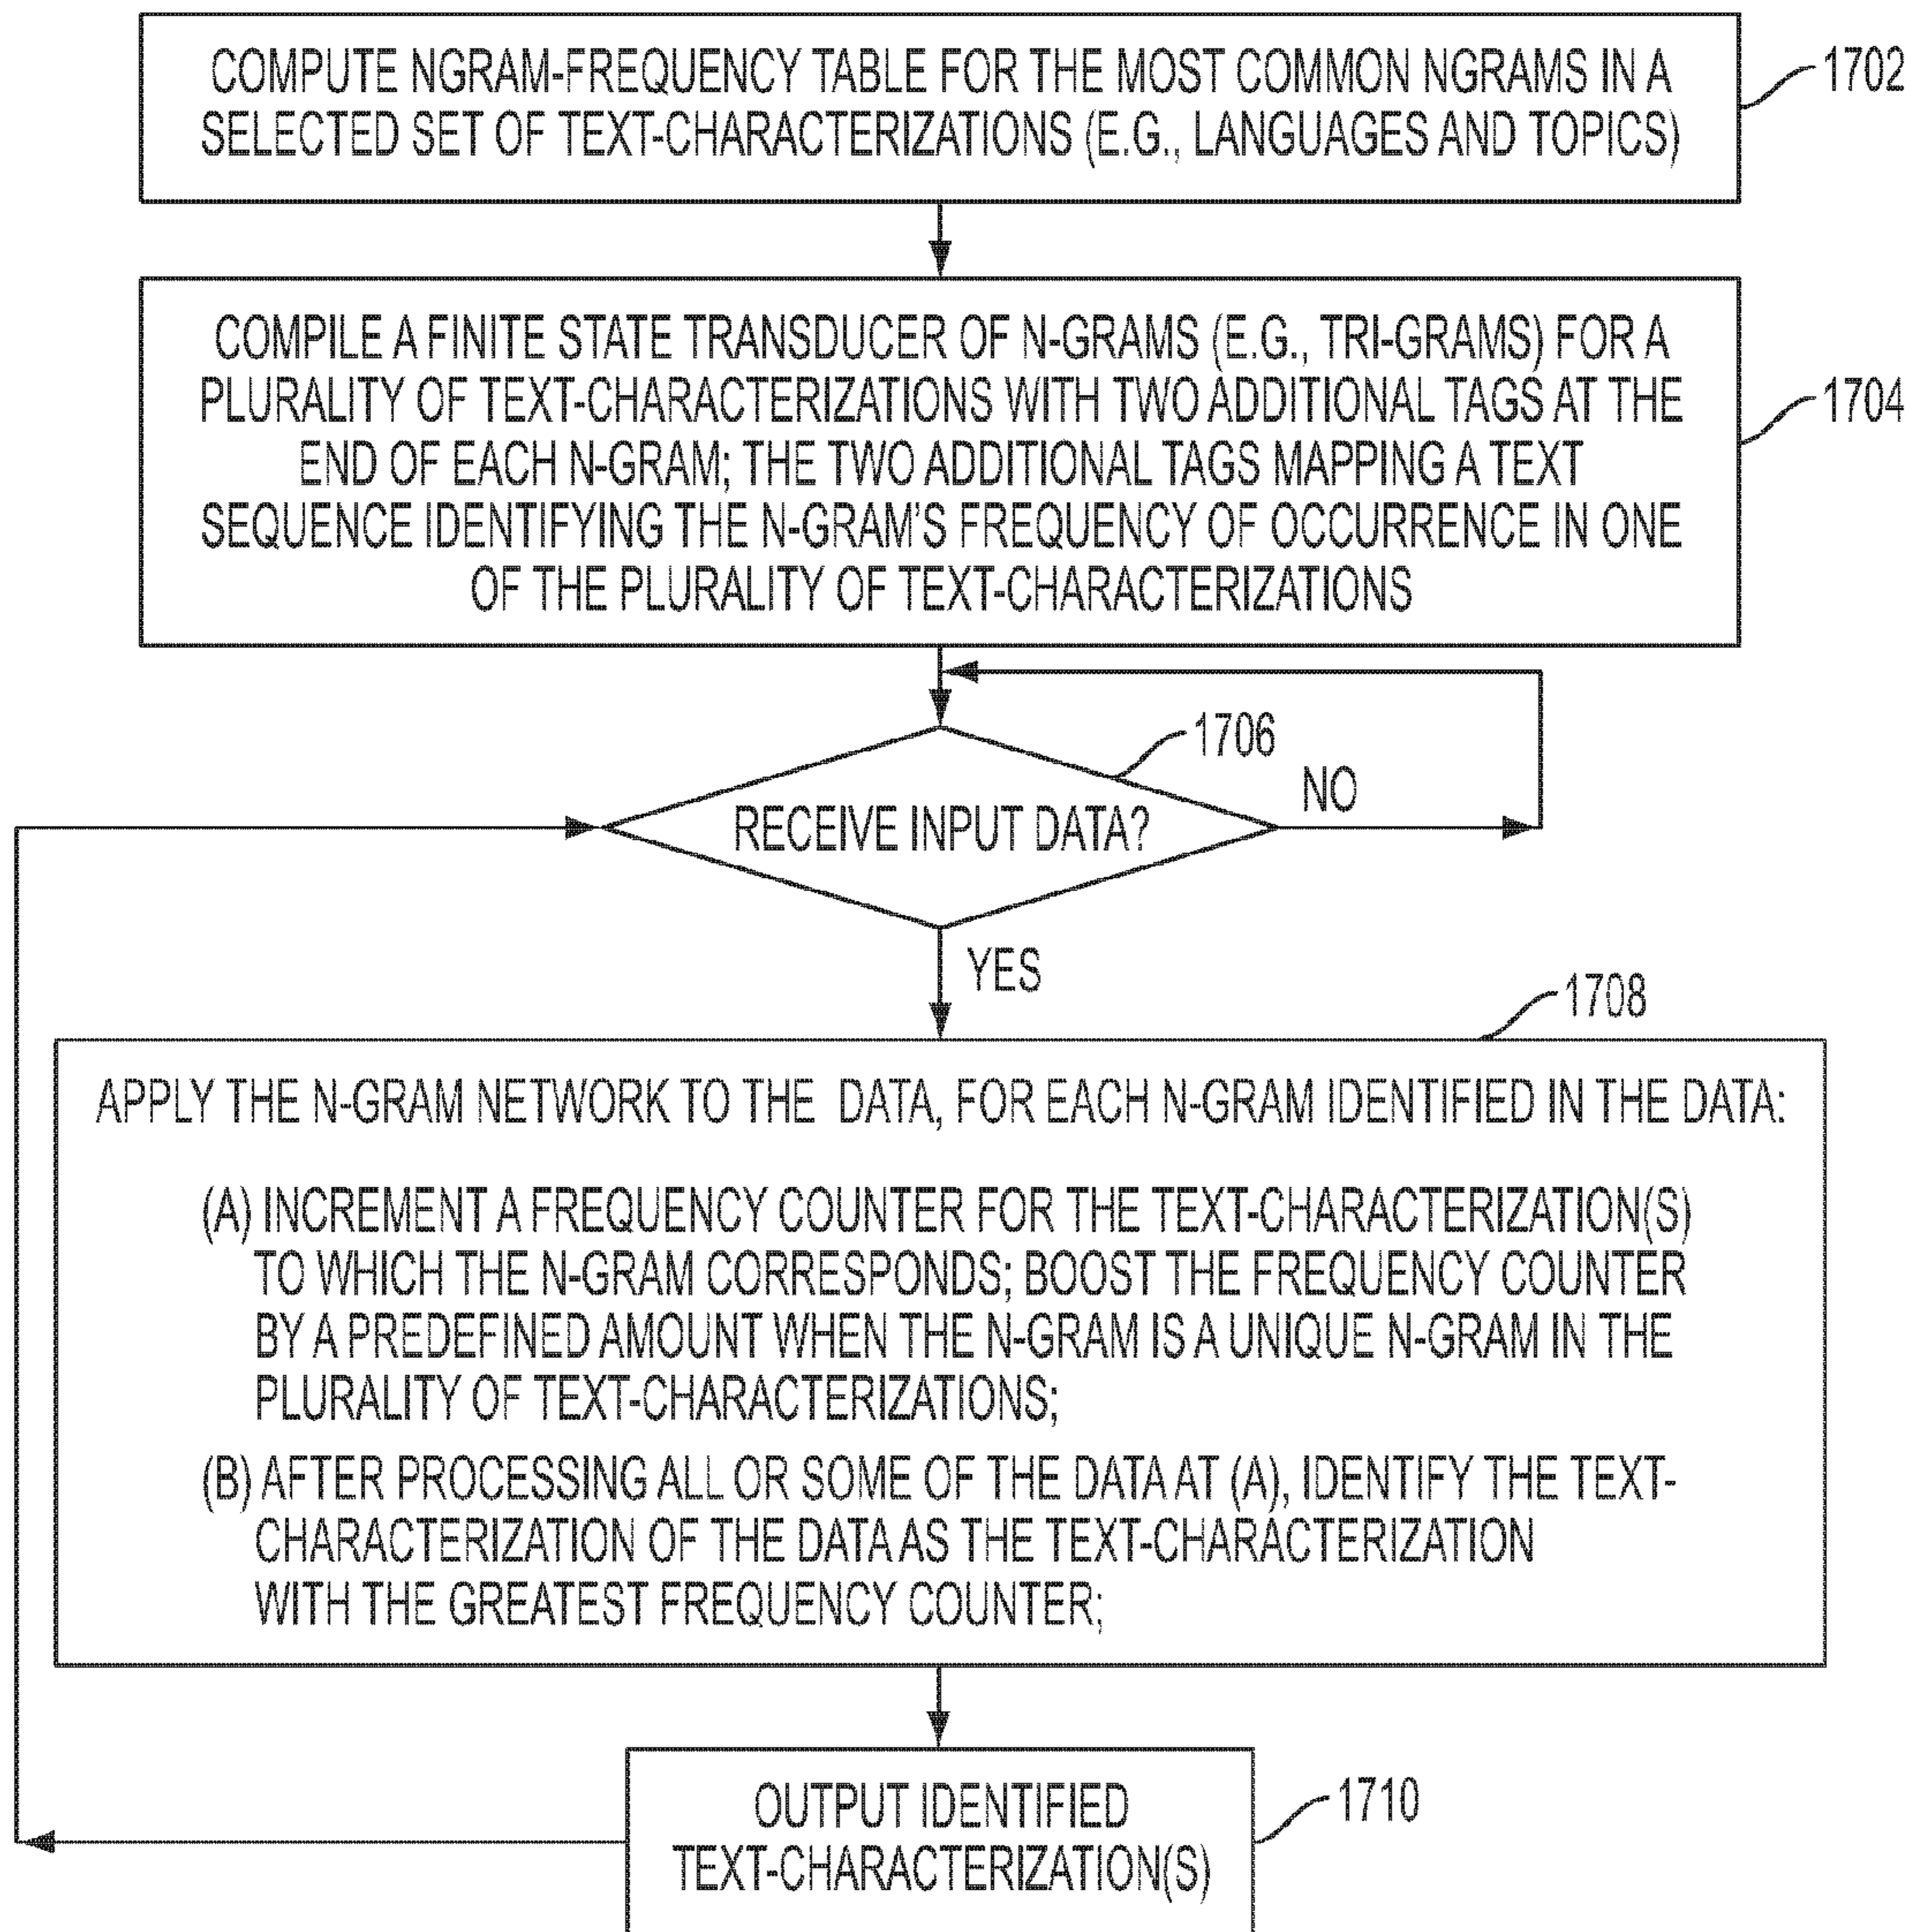 COMPUTE NGRAM-FREQUENCY TABLE FOR THE MOST COMMON NGRAMS IN A
SELECTED SET OF TEXT-CHARACTERIZATIONS (E.G., LANGUAGES AND TOPICS)
1702
COMPILE A FINITE STATE TRANSDUCER OF N-GRAMS (E.G., TRI-GRAMS) FOR A
PLURALITY OF TEXT-CHARACTERIZATIONS WITH TWO ADDITIONAL TAGS AT THE
END OF EACH N-GRAM; THE TWO ADDITIONAL TAGS MAPPING A TEXT
SEQUENCE IDENTIFYING THE N-GRAM'S FREQUENCY OF OCCURRENCE IN ONE
OF THE PLURALITY OF TEXT-CHARACTERIZATIONS
1704
1706
RECEIVE INPUT DATA?
NO
YES
1708
APPLY THE N-GRAM NETWORK TO THE DATA, FOR EACH N-GRAM IDENTIFIED IN THE DATA:
(A) INCREMENT A FREQUENCY COUNTER FOR THE TEXT-CHARACTERIZATION(S)
TO WHICH THE N-GRAM CORRESPONDS; BOOST THE FREQUENCY COUNTER
BY A PREDEFINED AMOUNT WHEN THE N-GRAM IS A UNIQUE N-GRAM IN THE
PLURALITY OF TEXT-CHARACTERIZATIONS;
(B) AFTER PROCESSING ALL OR SOME OF THE DATA AT (A), IDENTIFY THE TEXT-
CHARACTERIZATION OF THE DATA AS THE TEXT-CHARACTERIZATION
WITH THE GREATEST FREQUENCY COUNTER;
OUTPUT IDENTIFIED
TEXT-CHARACTERIZATION(S)
1710